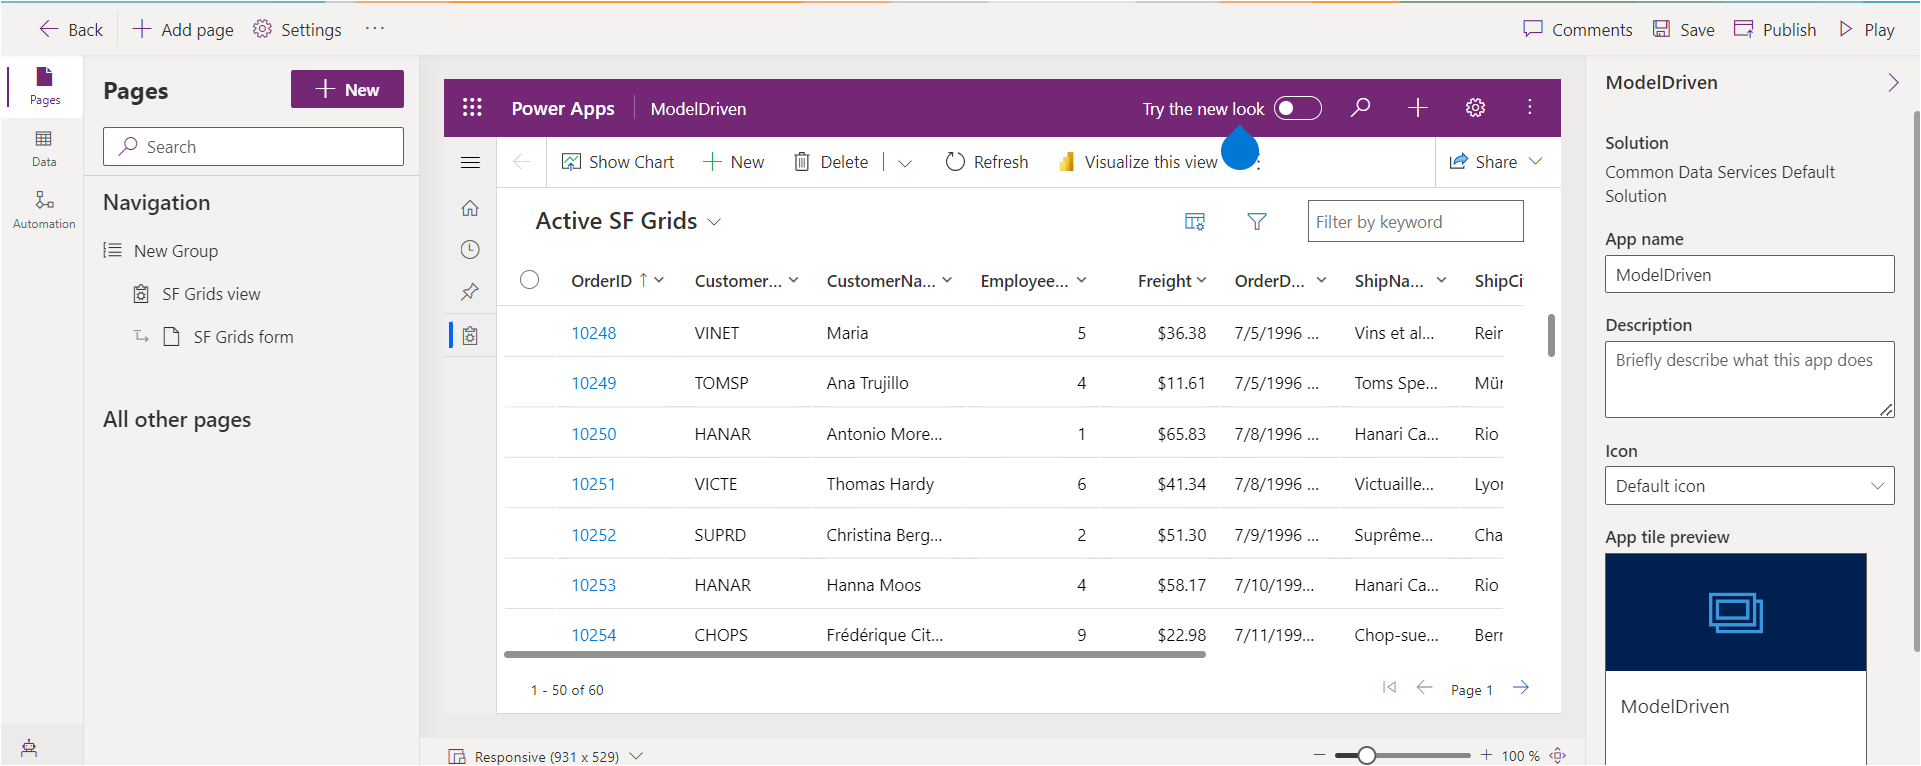 Back
Add page
Settings
Comments
Save
Publish
Play
Pages
Data
Automation
Pages
New
Search
Navigation
New Group
SF Grids view
SF Grids form
All other pages
Power Apps
ModelDriven
Try the new look
Show Chart
New
Delete
Refresh
Visualize this view
Share
Active SF Grids
Filter by keyword
OrderID Customer... CustomerNa... Employee... Freight OrderD... ShipNa... ShipCi
10248 VINET Maria 5 $36.38 7/5/1996 ... Vins et al... Reir
10249 TOMSP Ana Trujillo 4 $11.61 7/5/1996 ... Toms Spe... Mür
10250 HANAR Antonio More... 1 $65.83 7/8/1996 ... Hanari Ca... Rio
10251 VICTE Thomas Hardy 6 $41.34 7/8/1996 ... Victuaille... Lyor
10252 SUPRD Christina Berg... 2 $51.30 7/9/1996 ... Suprême... Cha
10253 HANAR Hanna Moos 4 $58.17 7/10/199... Hanari Ca... Rio
10254 CHOPS Frédérique Cit... 9 $22.98 7/11/199... Chop-sue... Berr
1 - 50 of 60
Page 1
Responsive (931 x 529)
100 %
ModelDriven
Solution
Common Data Services Default
Solution
App name
ModelDriven
Description
Briefly describe what this app does
Icon
Default icon
App tile preview
ModelDriven